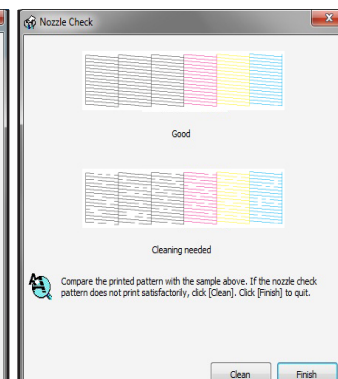 Nozzle Check
X
Good
Cleaning needed
Compare the printed pattern with the sample above. If the nozzle check
pattern does not print satisfactorily, click [Clean]. Click [Finish] to quit.
Clean
Finish